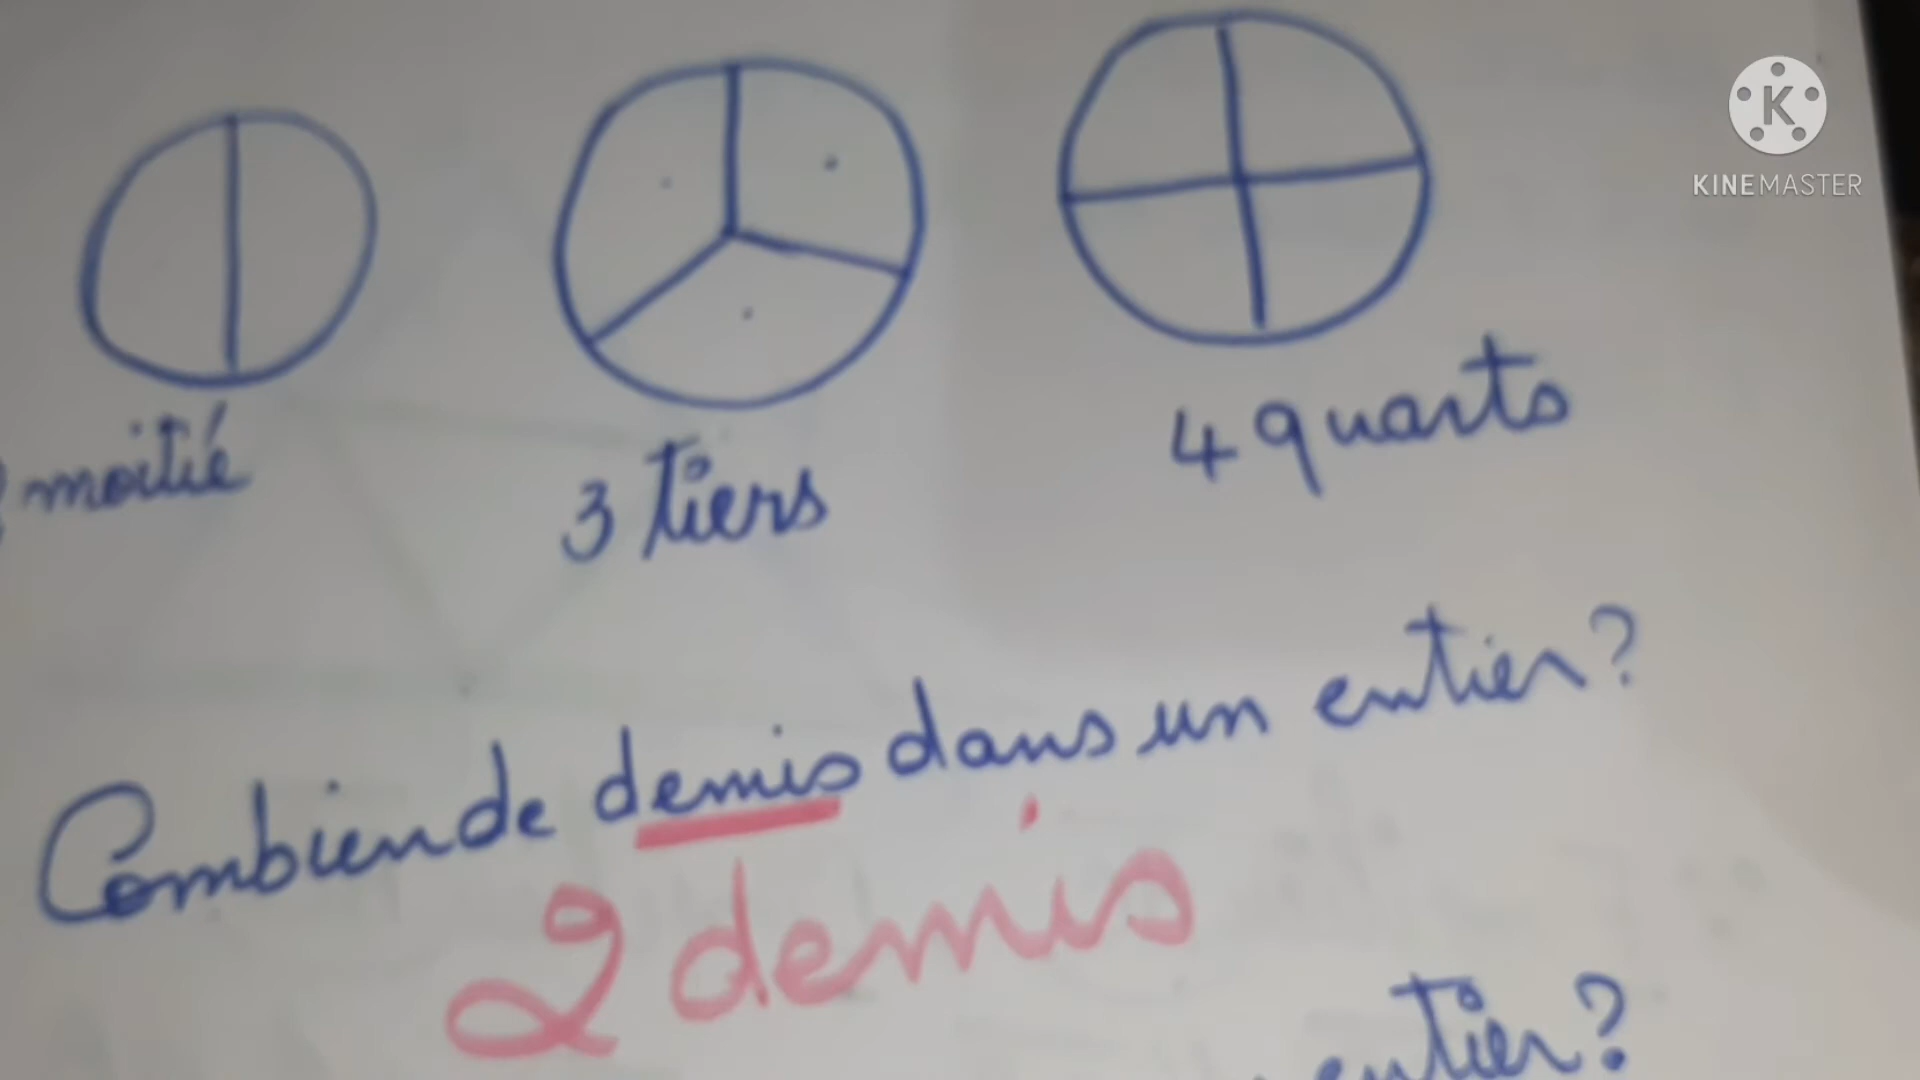 K
KINEMASTER
moitié
3 tiers
4 quarts
Combien de demis dans un entier?
2 demis
entier?